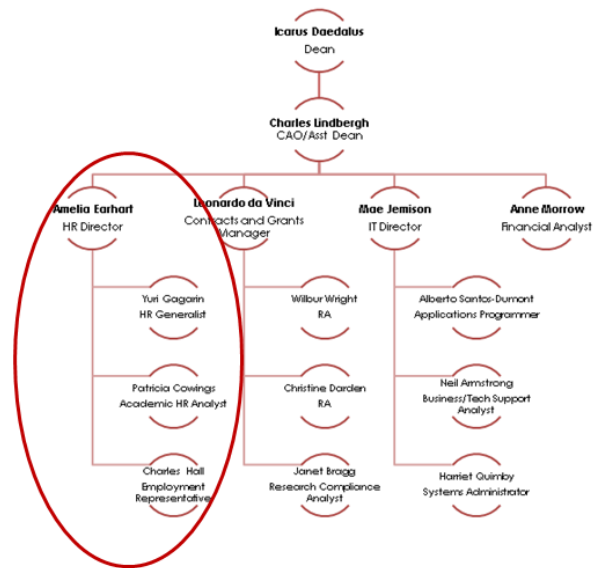 Icarus Daedalus
Dean
Charles Lindbergh
CAO/Asst Dean
Amelia Earhart
HR Director
Leonardo da Vinci
Contracts and Grants
Manager
Mae Jemison
IT Director
Anne Morrow
Financial Analyst
Yuri Gagarin
HR Generalist
Wilbur Wright
RA
Alberto Santos-Dumont
Applications Programmer
Patricia Cowings
Academic HR Analyst
Christine Darden
RA
Neil Armstrong
Business/Tech Support
Analyst
Charles Hall
Employment
Representative
Janet Bragg
Research Compliance
Analyst
Harriet Quimby
Systems Administrator